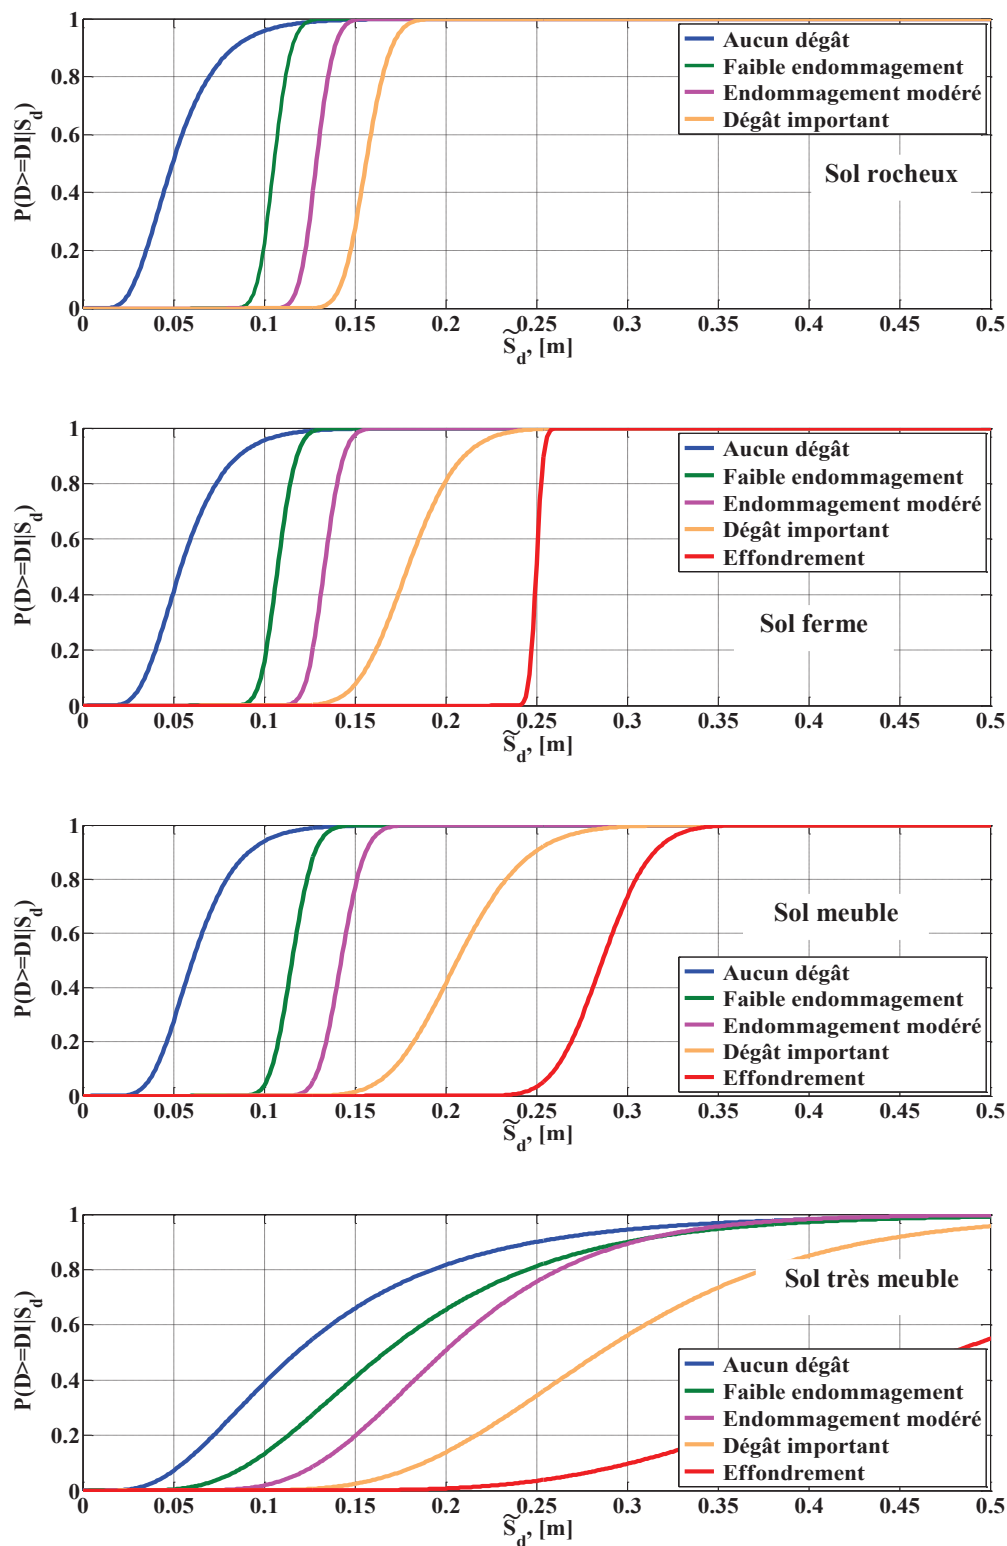 1
0.8
0.6
0.4
0.2
0
P(D>=DI|S_d)
Aucun dégât
Faible endommagement
Endommagement modéré
Dégât important
Sol rocheux
0 0.05 0.1 0.15 0.2 0.25 0.3 0.35 0.4 0.45 0.5
S̃_d, [m]
1
0.8
0.6
0.4
0.2
0
P(D>=DI|S_d)
Aucun dégât
Faible endommagement
Endommagement modéré
Dégât important
Effondrement
Sol ferme
0 0.05 0.1 0.15 0.2 0.25 0.3 0.35 0.4 0.45 0.5
S̃_d, [m]
1
0.8
0.6
0.4
0.2
0
P(D>=DI|S_d)
Sol meuble
Aucun dégât
Faible endommagement
Endommagement modéré
Dégât important
Effondrement
0 0.05 0.1 0.15 0.2 0.25 0.3 0.35 0.4 0.45 0.5
S̃_d, [m]
1
0.8
0.6
0.4
0.2
0
P(D>=DI|S_d)
Sol très meuble
Aucun dégât
Faible endommagement
Endommagement modéré
Dégât important
Effondrement
0 0.05 0.1 0.15 0.2 0.25 0.3 0.35 0.4 0.45 0.5
S̃_d, [m]